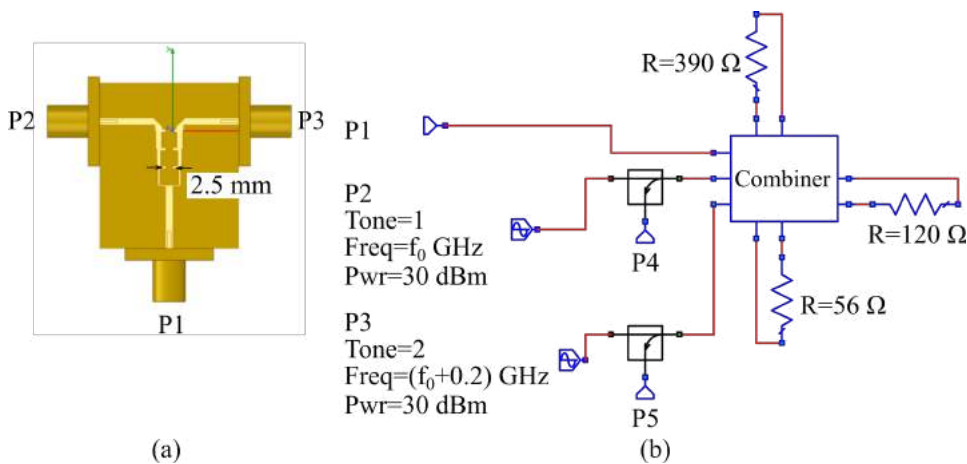 P2
P3
2.5 mm
P1
(a)
R=390 Ω
P1
Combiner
P2
Tone=1
Freq=f₀ GHz
Pwr=30 dBm
P4
R=120 Ω
R=56 Ω
P3
Tone=2
Freq=(f₀+0.2) GHz
Pwr=30 dBm
P5
(b)